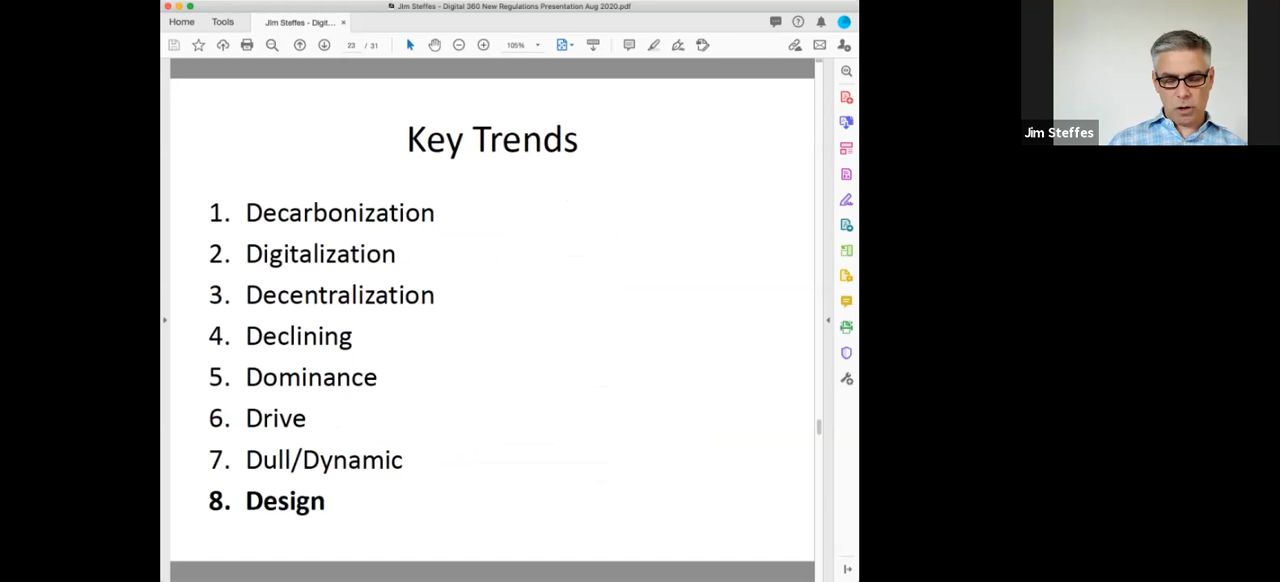 Jim Steffes - Digital 360 New Regulations Presentation Aug 2020.pdf
Home Tools Jim Steffes - Digit... ×
23 / 31 105%
Key Trends
1. Decarbonization
2. Digitalization
3. Decentralization
4. Declining
5. Dominance
6. Drive
7. Dull/Dynamic
8. Design
Jim Steffes